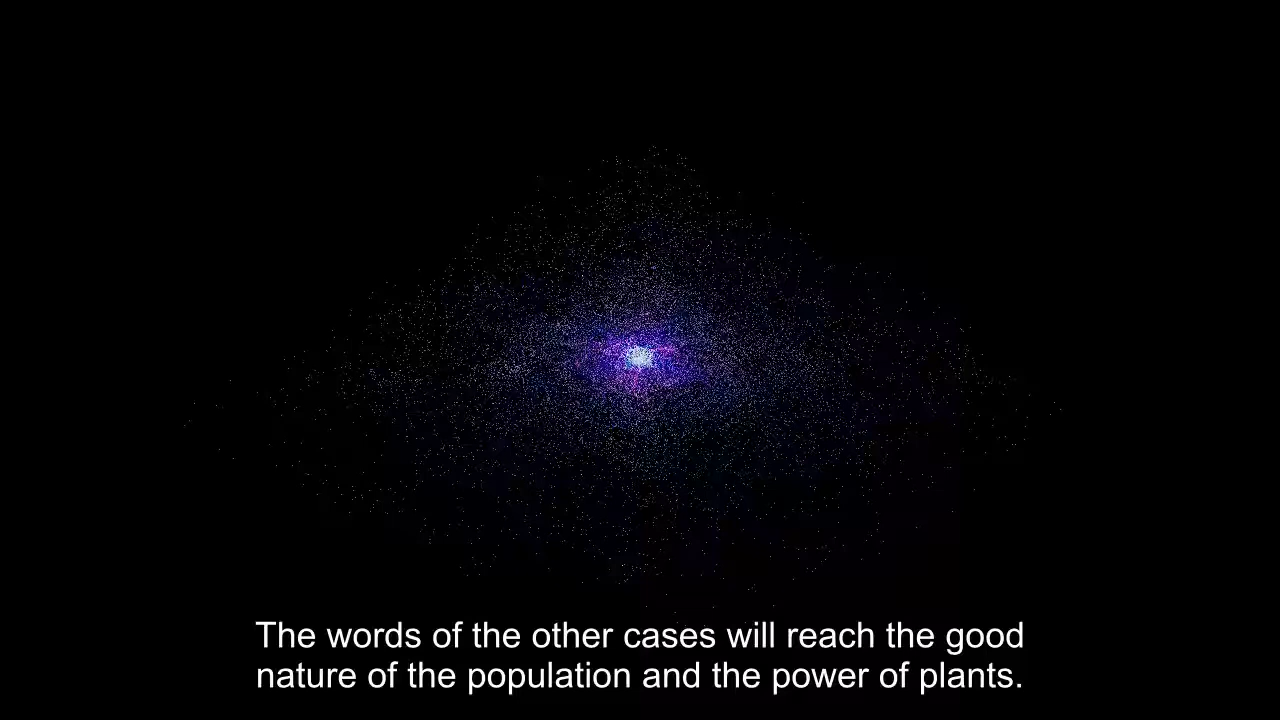 The words of the other cases will reach the good
nature of the population and the power of plants.